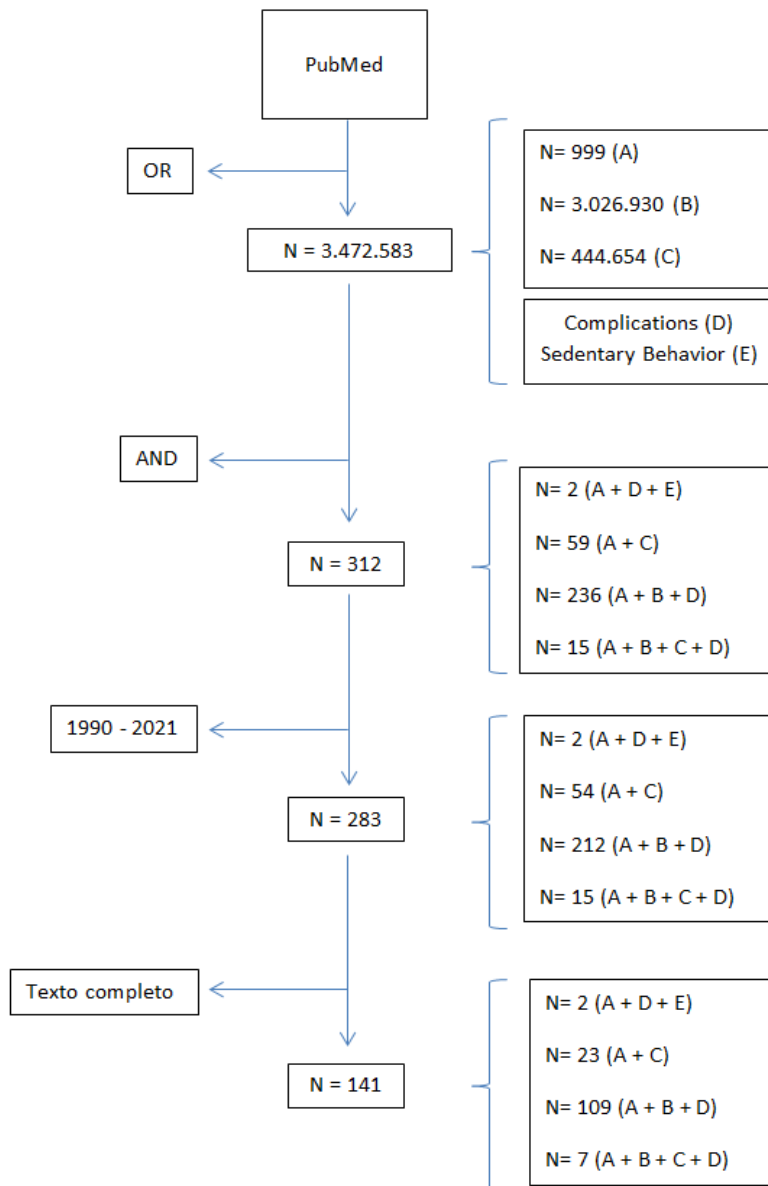 PubMed
OR
N = 3.472.583
N= 999 (A)
N= 3.026.930 (B)
N= 444.654 (C)
Complications (D)
Sedentary Behavior (E)
AND
N = 312
N= 2 (A + D + E)
N= 59 (A + C)
N= 236 (A + B + D)
N= 15 (A + B + C + D)
1990 - 2021
N = 283
N= 2 (A + D + E)
N= 54 (A + C)
N= 212 (A + B + D)
N= 15 (A + B + C + D)
Texto completo
N = 141
N= 2 (A + D + E)
N= 23 (A + C)
N= 109 (A + B + D)
N= 7 (A + B + C + D)